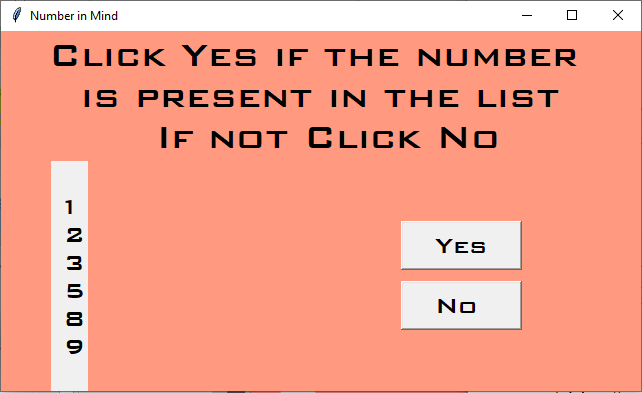 Number in Mind
Click Yes if the number
is present in the list
If not Click No
1
2
3
5
8
9
Yes
No